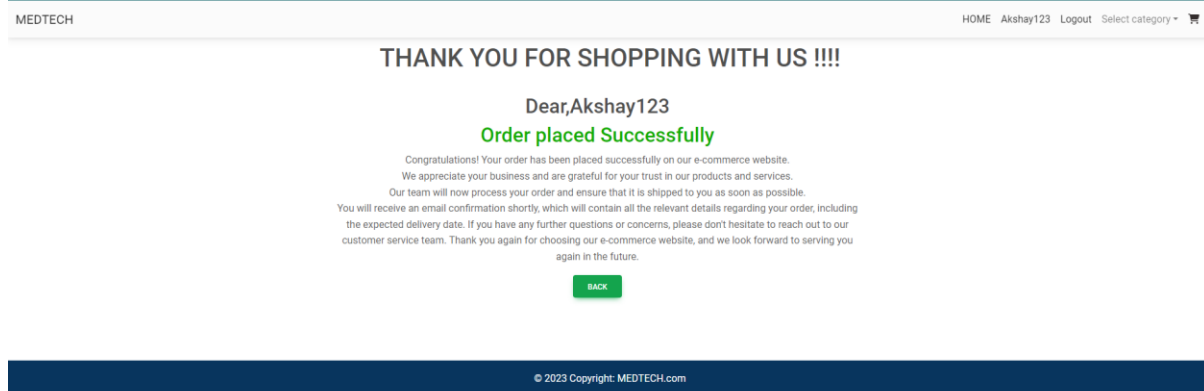 MEDTECH
HOME Akshay123 Logout Select category
THANK YOU FOR SHOPPING WITH US !!!!
Dear,Akshay123
Order placed Successfully
Congratulations! Your order has been placed successfully on our e-commerce website.
We appreciate your business and are grateful for your trust in our products and services.
Our team will now process your order and ensure that it is shipped to you as soon as possible.
You will receive an email confirmation shortly, which will contain all the relevant details regarding your order, including
the expected delivery date. If you have any further questions or concerns, please don't hesitate to reach out to our
customer service team. Thank you again for choosing our e-commerce website, and we look forward to serving you
again in the future.
BACK
© 2023 Copyright: MEDTECH.com